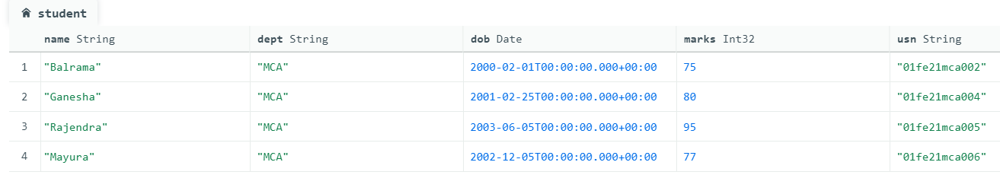 student
name String dept String dob Date marks Int32 usn String
1 "Balrama" "MCA" 2000-02-01T00:00:00.000+00:00 75 "01fe21mca002"
2 "Ganesha" "MCA" 2001-02-25T00:00:00.000+00:00 80 "01fe21mca004"
3 "Rajendra" "MCA" 2003-06-05T00:00:00.000+00:00 95 "01fe21mca005"
4 "Mayura" "MCA" 2002-12-05T00:00:00.000+00:00 77 "01fe21mca006"